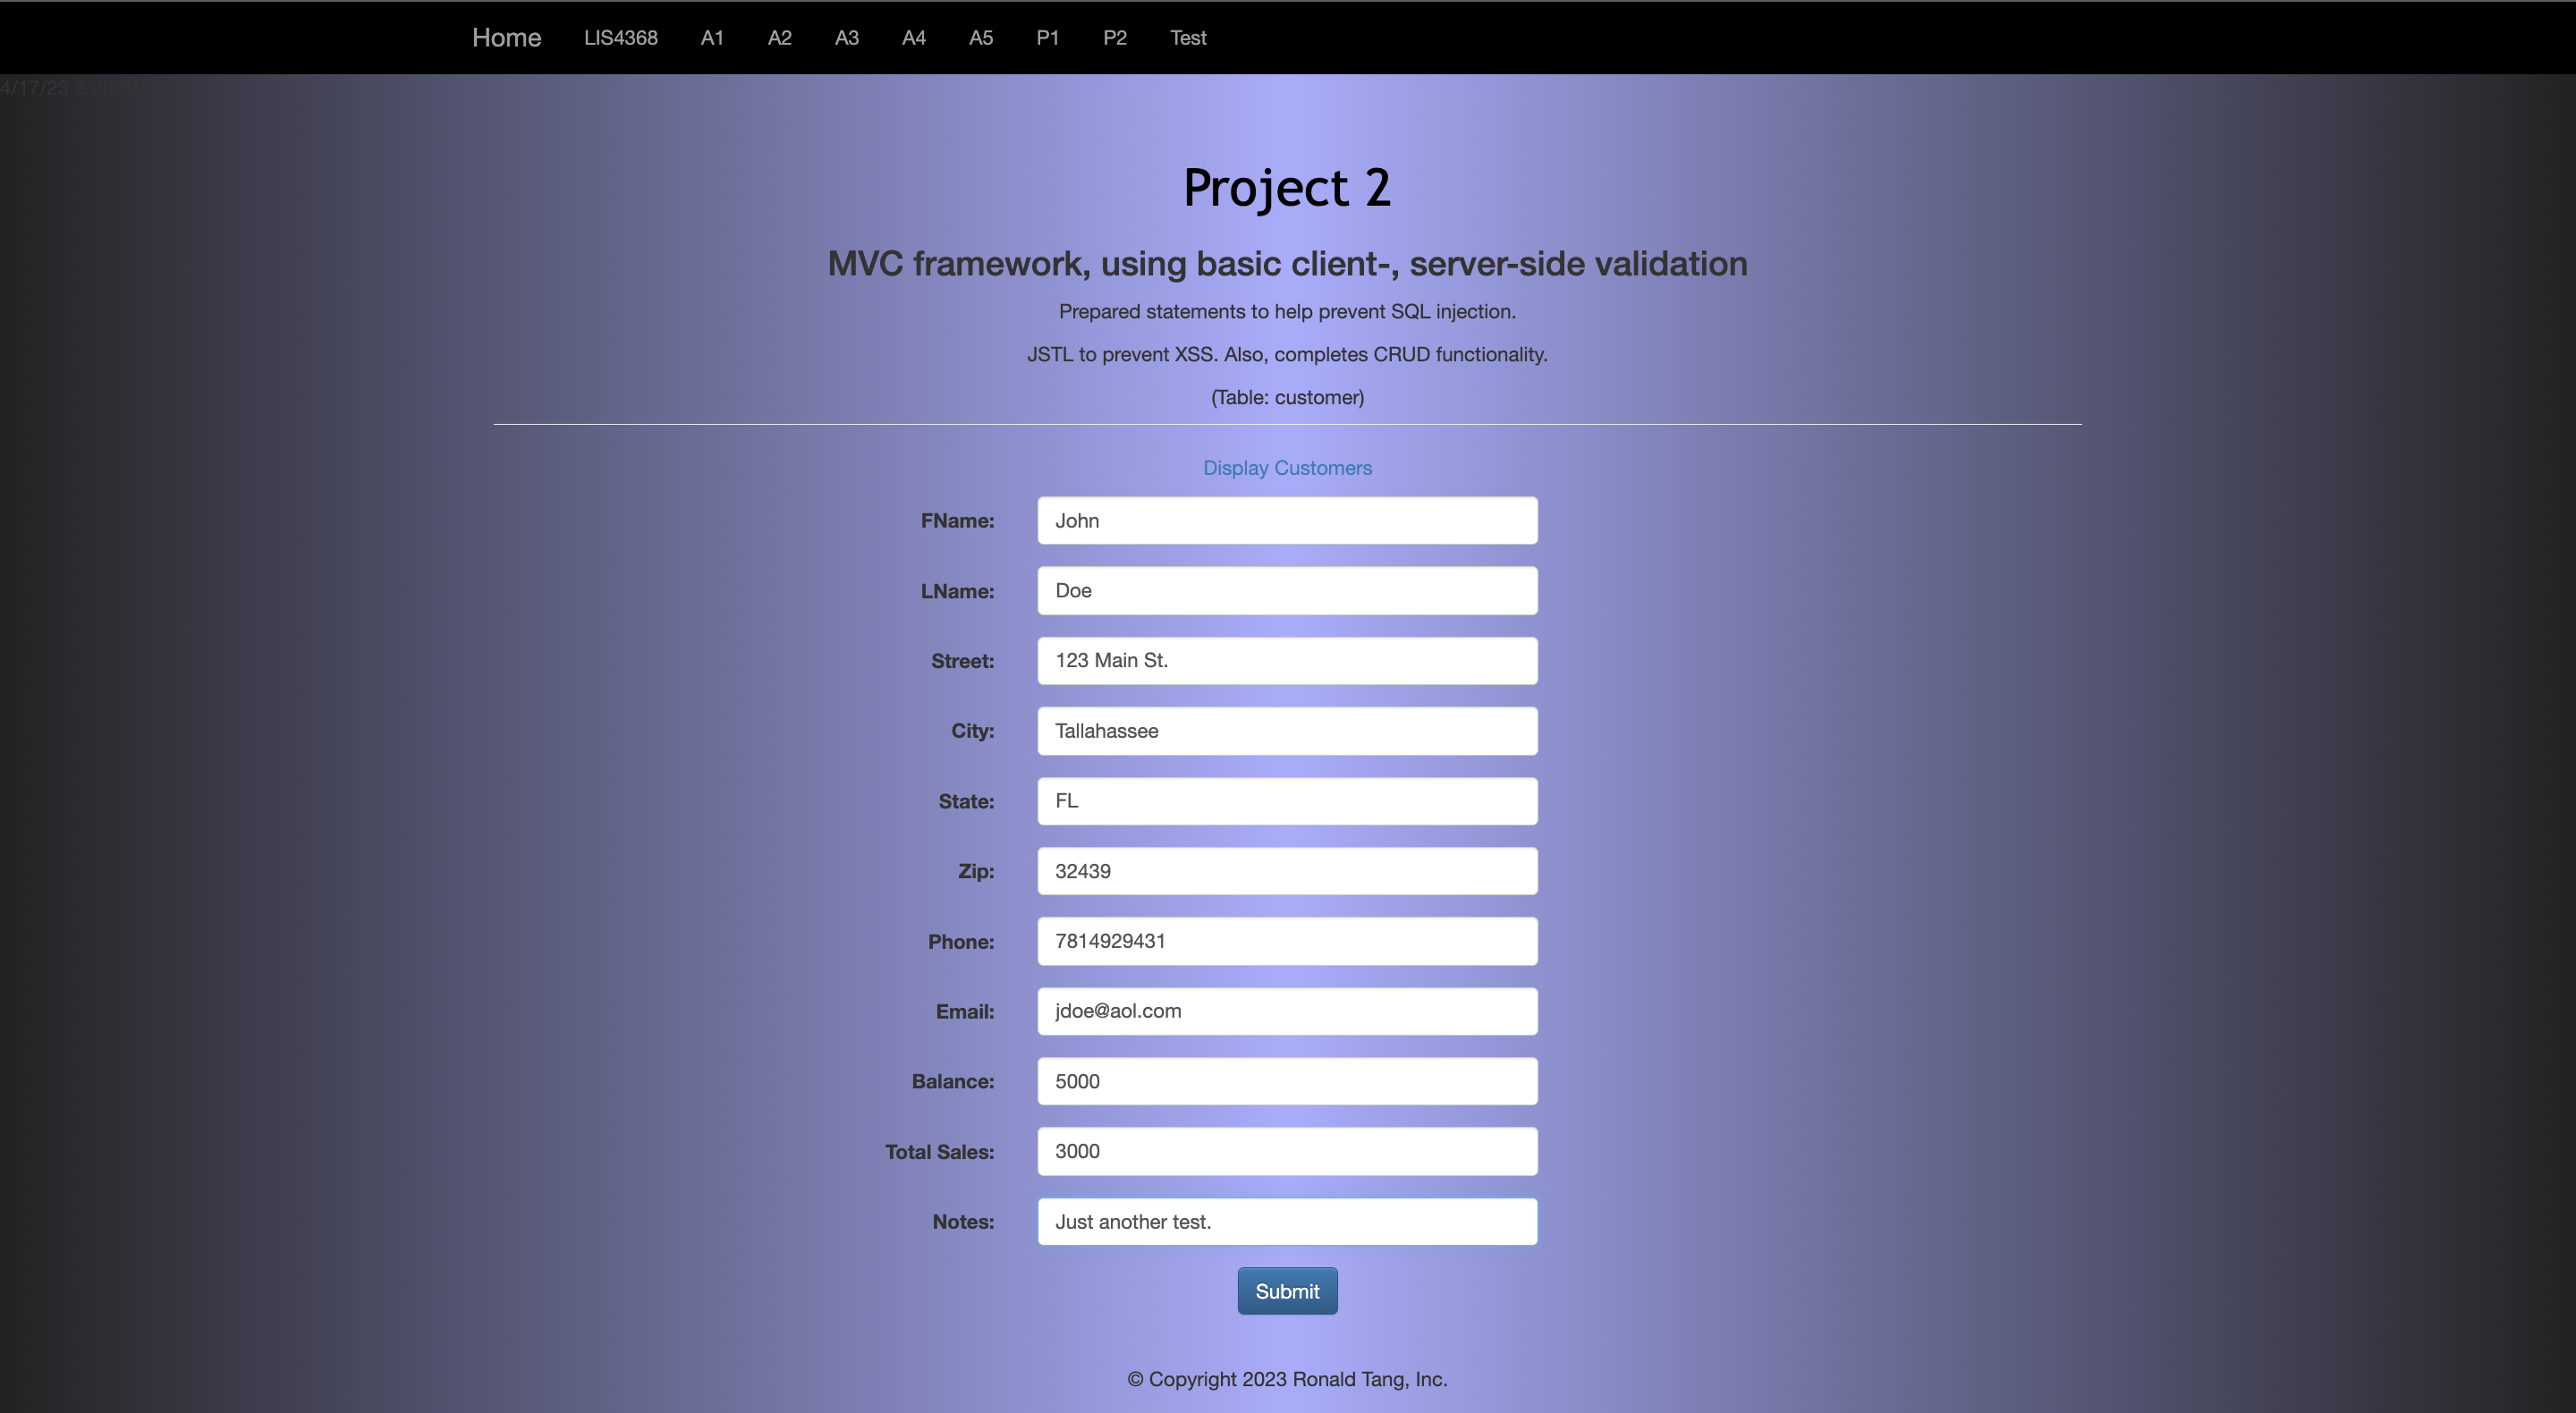 Home LIS4368 A1 A2 A3 A4 A5 P1 P2 Test
4/17/23 2:20
Project 2
MVC framework, using basic client-, server-side validation
Prepared statements to help prevent SQL injection.
JSTL to prevent XSS. Also, completes CRUD functionality.
(Table: customer)
Display Customers
FName: John
LName: Doe
Street: 123 Main St.
City: Tallahassee
State: FL
Zip: 32439
Phone: 7814929431
Email: jdoe@aol.com
Balance: 5000
Total Sales: 3000
Notes: Just another test.
Submit
© Copyright 2023 Ronald Tang, Inc.